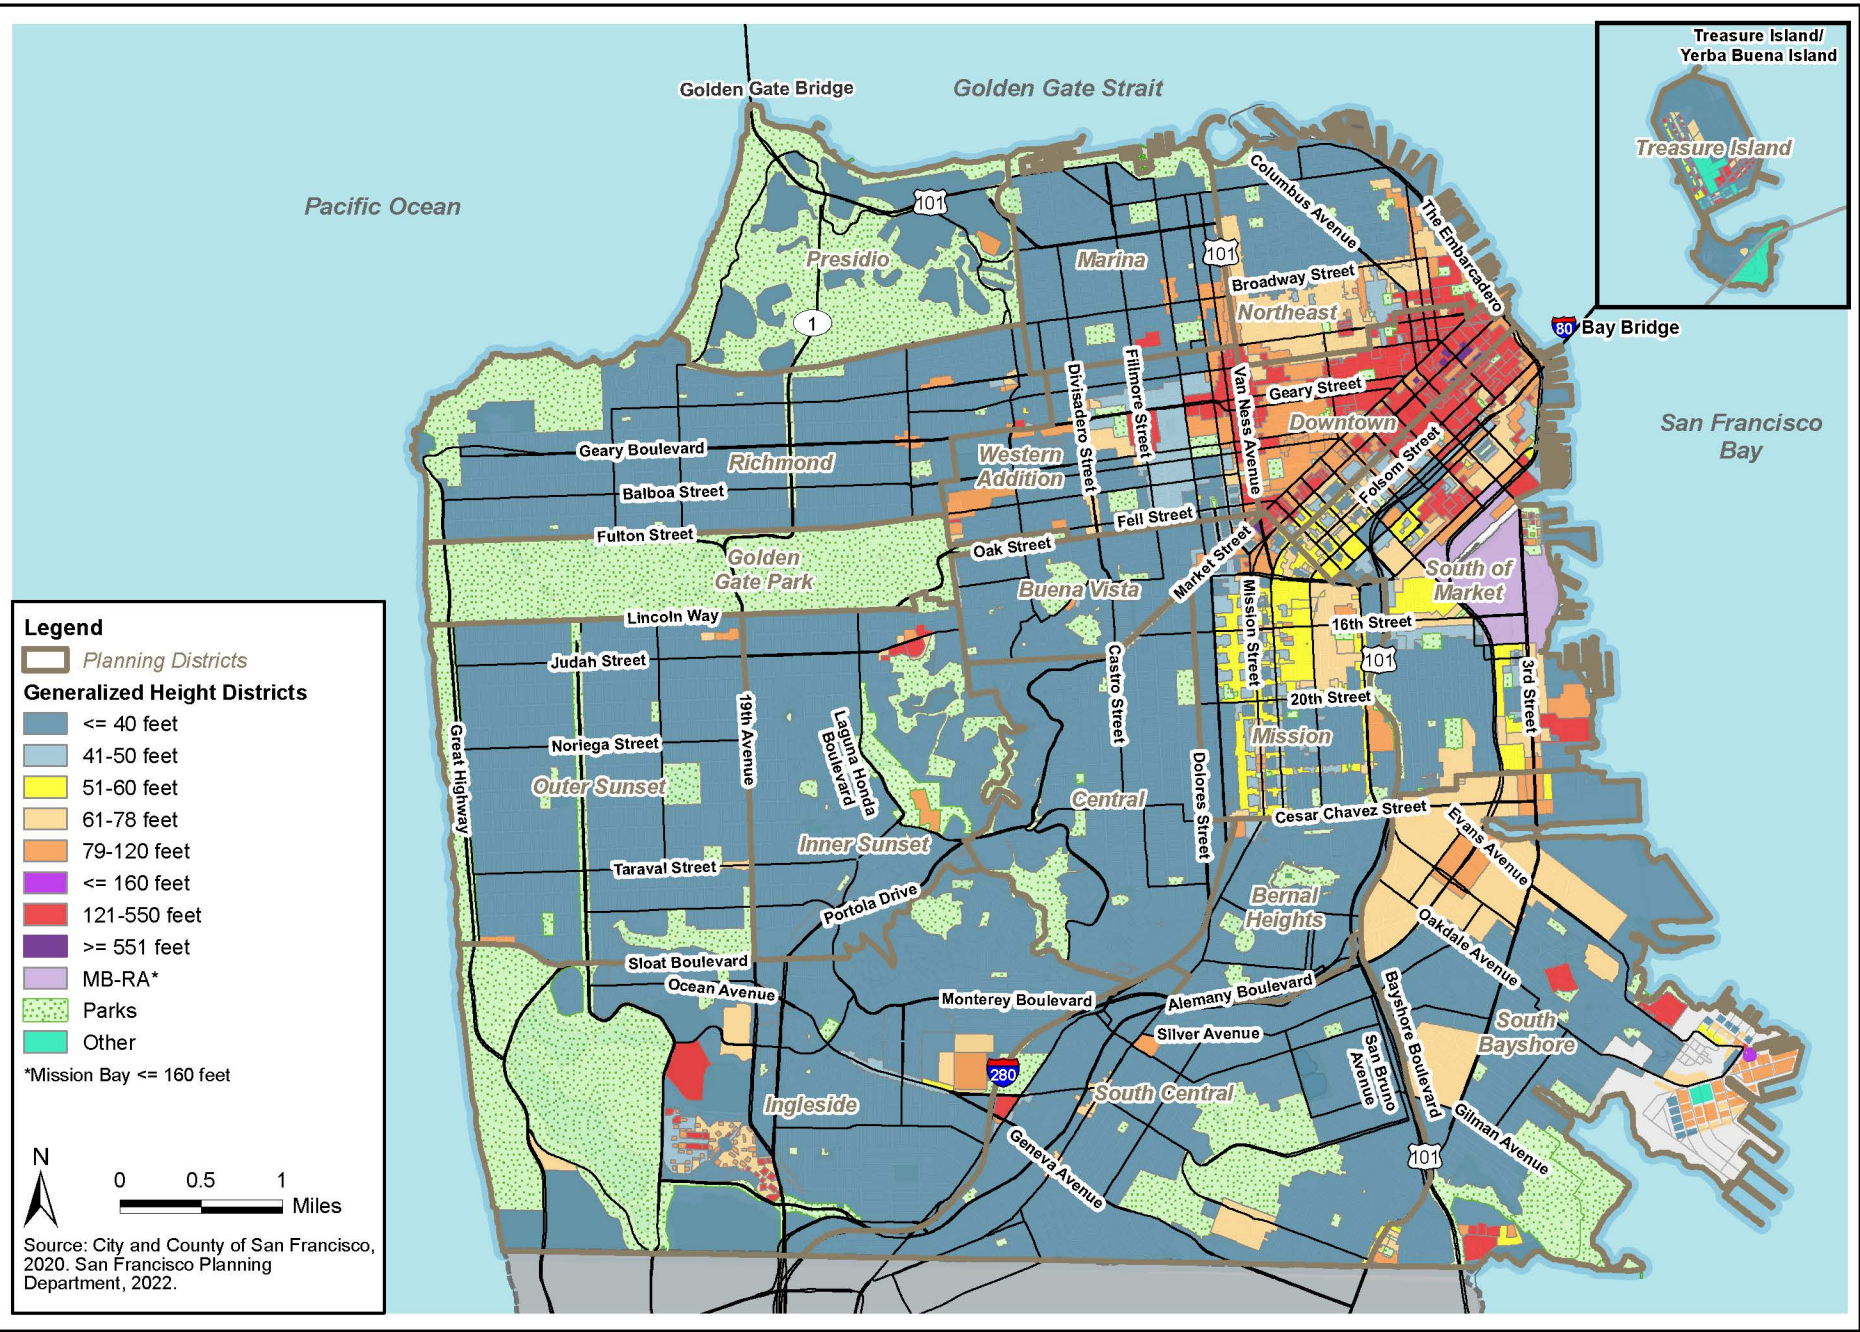 Treasure Island/
Yerba Buena Island
Treasure Island
Golden Gate Bridge
Golden Gate Strait
Pacific Ocean
101
Columbus Avenue
The Embarcadero
Presidio
Marina
101
Broadway Street
Northeast
1
80
Bay Bridge
Divisadero Street
Fillmore Street
Van Ness Avenue
Geary Street
Downtown
San Francisco
Bay
Geary Boulevard
Richmond
Western
Addition
Folsom Street
Balboa Street
Fulton Street
Fell Street
Oak Street
Market Street
Golden
Gate Park
Buena Vista
South of
Market
Lincoln Way
Mission Street
16th Street
Judah Street
101
Castro Street
3rd Street
20th Street
19th Avenue
Great Highway
Laguna Honda
Boulevard
Noriega Street
Mission
Outer Sunset
Dolores Street
Central
Cesar Chavez Street
Evans Avenue
Inner Sunset
Taraval Street
Portola Drive
Bernal
Heights
Oakdale Avenue
Sloat Boulevard
Ocean Avenue
Monterey Boulevard
Alemany Boulevard
Bayshore Boulevard
Silver Avenue
South
Bayshore
San Bruno
Avenue
280
South Central
Ingleside
Gilman Avenue
Geneva Avenue
101
Legend
Planning Districts
Generalized Height Districts
<= 40 feet
41-50 feet
51-60 feet
61-78 feet
79-120 feet
<= 160 feet
121-550 feet
>= 551 feet
MB-RA*
Parks
Other
*Mission Bay <= 160 feet
N
0 0.5 1
Miles
Source: City and County of San Francisco,
2020. San Francisco Planning
Department, 2022.